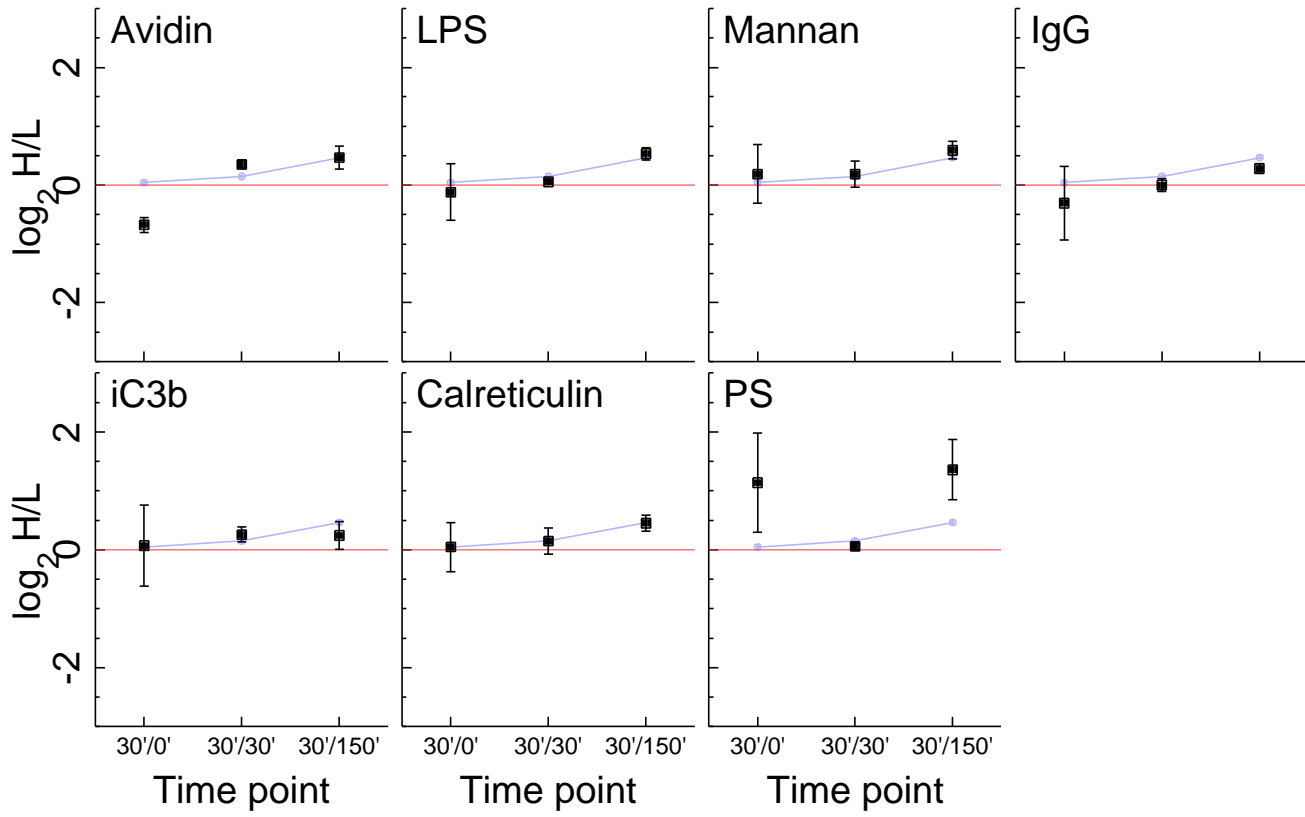 Avidin LPS Mannan IgG
log₂ H/L
2
0
-2
iC3b Calreticulin PS
log₂ H/L
2
0
-2
30'/0' 30'/30' 30'/150' 30'/0' 30'/30' 30'/150' 30'/0' 30'/30' 30'/150'
Time point Time point Time point